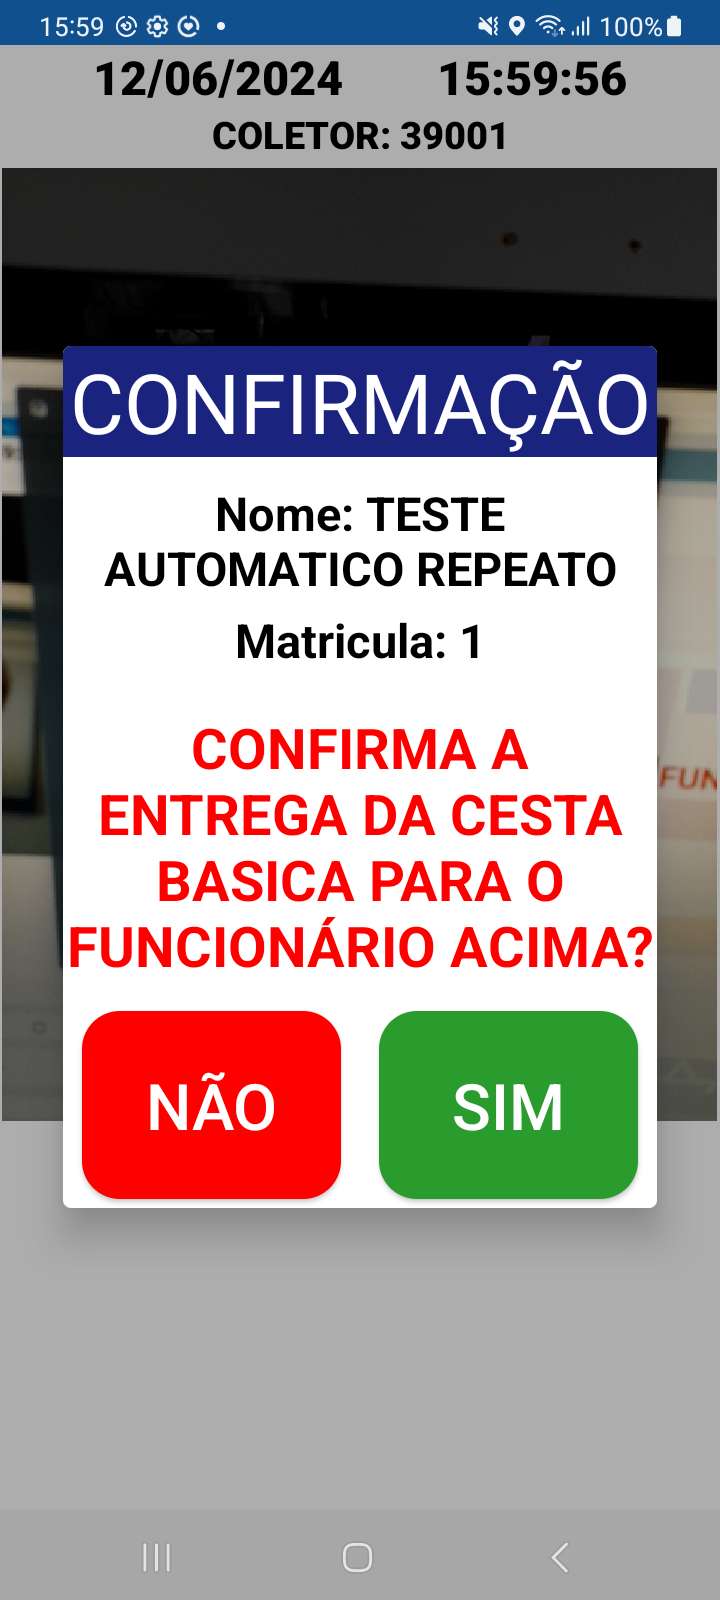 15:59 100%
12/06/2024 15:59:56
COLETOR: 39001
CONFIRMAÇÃO
Nome: TESTE
AUTOMATICO REPEATO
Matricula: 1
CONFIRMA A
ENTREGA DA CESTA
BASICA PARA O
FUNCIONÁRIO ACIMA?
FUN
NÃO SIM